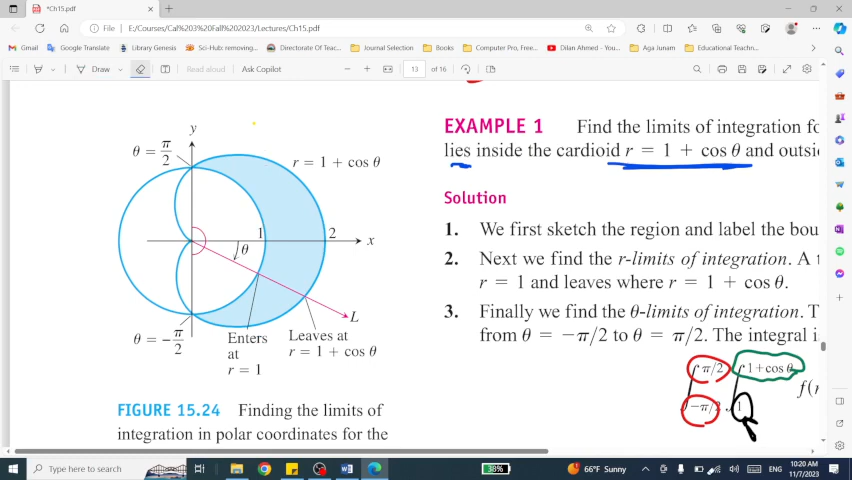 *Ch15.pdf
File
E:/Courses/Cal%203%20Fall%202023/Lectures/Ch15.pdf
Gmail
Google Translate
Library Genesis
Sci-Hub: removing...
Directorate Of Teac...
Journal Selection
Books
Computer Pro, Free...
Dilan Ahmed - Goo...
Aga Junam
Educational Teachn...
Draw
Read aloud
Ask Copilot
13
of 16
y
θ = π/2
r = 1 + cos θ
1
2
x
θ
L
θ = −π/2
Enters
at
r = 1
Leaves at
r = 1 + cos θ
FIGURE 15.24 Finding the limits of
integration in polar coordinates for the
EXAMPLE 1 Find the limits of integration fo
lies inside the cardioid r = 1 + cos θ and outsi
Solution
1. We first sketch the region and label the bou
2. Next we find the r-limits of integration. A
r = 1 and leaves where r = 1 + cos θ.
3. Finally we find the θ-limits of integration. T
from θ = −π/2 to θ = π/2. The integral i
∫ π/2 ∫ 1 + cos θ
f(r
−π/2 1
Type here to search
38%
66°F Sunny
ENG
10:20 AM
11/7/2023